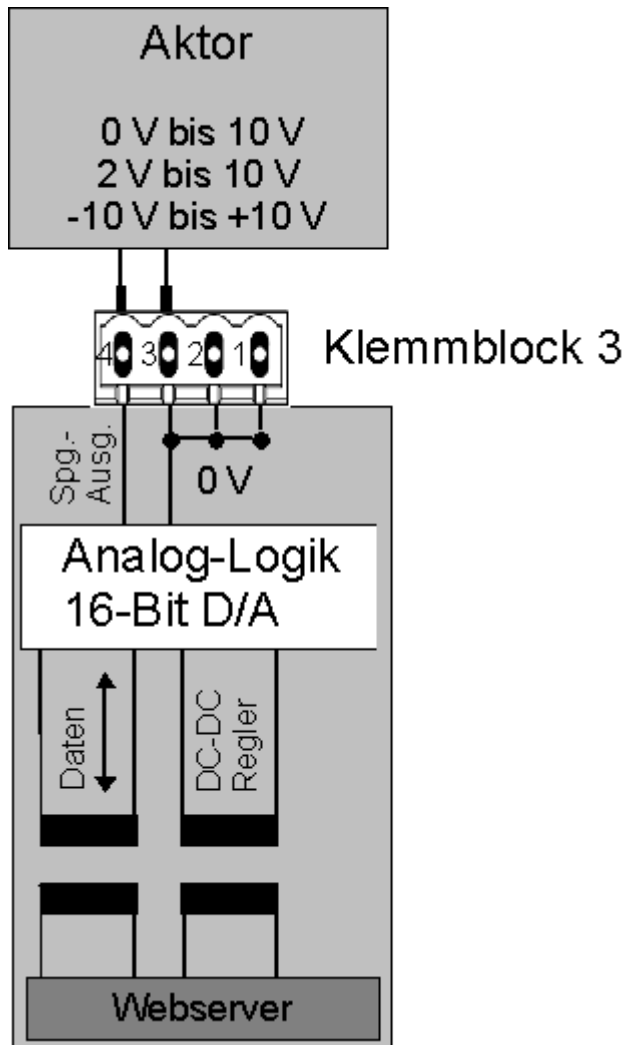 Aktor
0 V bis 10 V
2 V bis 10 V
-10 V bis +10 V
4 3 2 1
Klemmblock 3
Spg.-
Ausg.
0 V
Analog-Logik
16-Bit D/A
Daten
DC-DC
Regler
Webserver